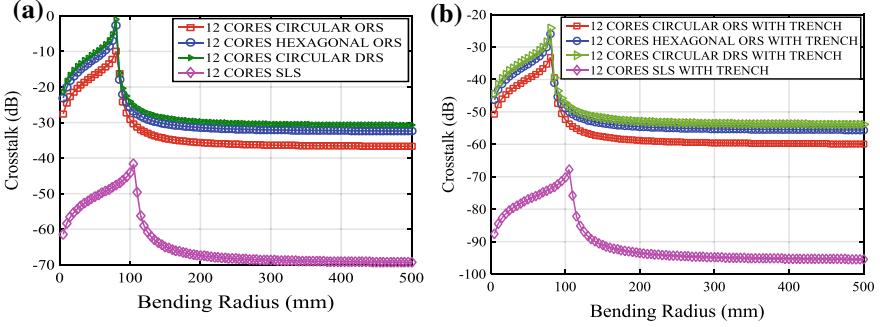 (a)
12 CORES CIRCULAR ORS
12 CORES HEXAGONAL ORS
12 CORES CIRCULAR DRS
12 CORES SLS
Crosstalk (dB)
0
-10
-20
-30
-40
-50
-60
-70
0 100 200 300 400 500
Bending Radius (mm)
(b)
12 CORES CIRCULAR ORS WITH TRENCH
12 CORES HEXAGONAL ORS WITH TRENCH
12 CORES CIRCULAR DRS WITH TRENCH
12 CORES SLS WITH TRENCH
Crosstalk (dB)
-20
-30
-40
-50
-60
-70
-80
-90
-100
0 100 200 300 400 500
Bending Radius (mm)